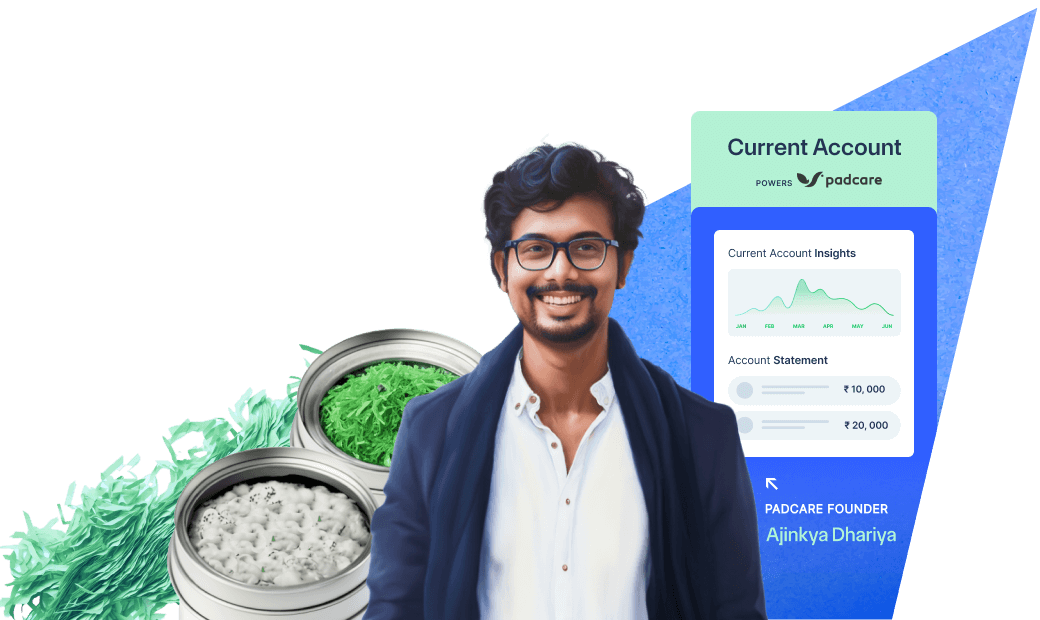 Current Account
POWERS padcare
Current Account Insights
JAN FEB MAR APR MAY JUN
Account Statement
₹ 10, 000
₹ 20, 000
PADCARE FOUNDER
Ajinkya Dhariya